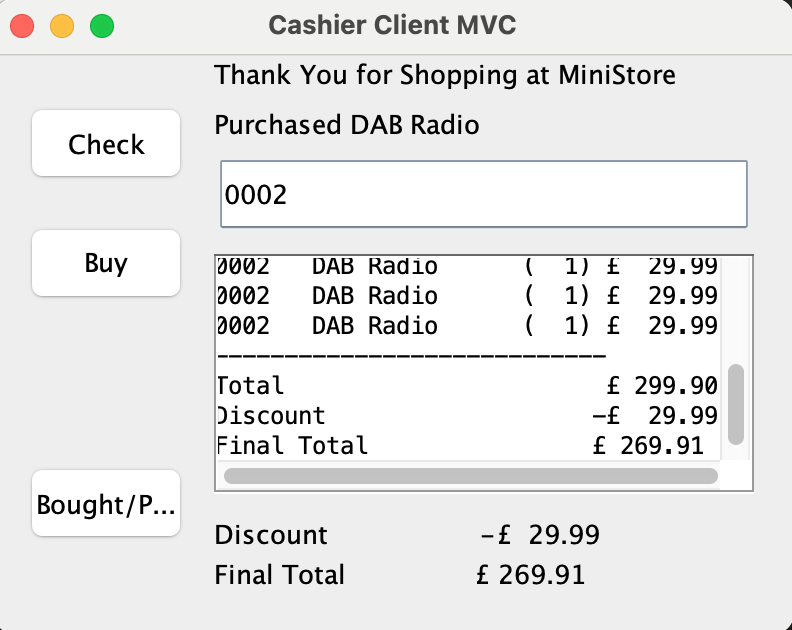 Cashier Client MVC
Thank You for Shopping at MiniStore
Check
Purchased DAB Radio
0002
Buy
0002   DAB Radio      (  1) £  29.99
0002   DAB Radio      (  1) £  29.99
0002   DAB Radio      (  1) £  29.99
-----------------------------
Total                        £ 299.90
Discount                    -£  29.99
Final Total                 £ 269.91
Bought/P...
Discount                    -£  29.99
Final Total                 £ 269.91